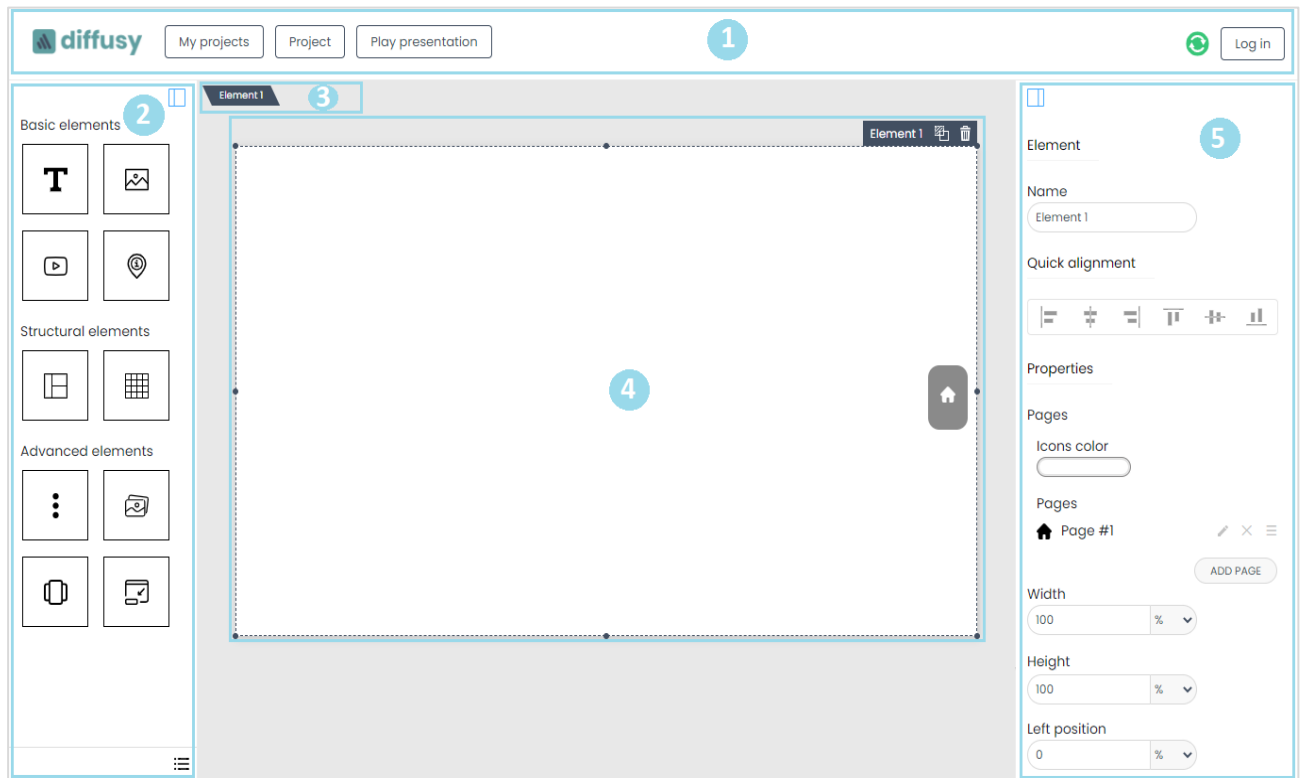 diffusy
My projects
Project
Play presentation
1
Log in
2
Basic elements
T
Structural elements
Advanced elements
Element 1
3
Element 1
4
5
Element
Name
Element 1
Quick alignment
Properties
Pages
Icons color
Pages
Page #1
ADD PAGE
Width
100 %
Height
100 %
Left position
0 %